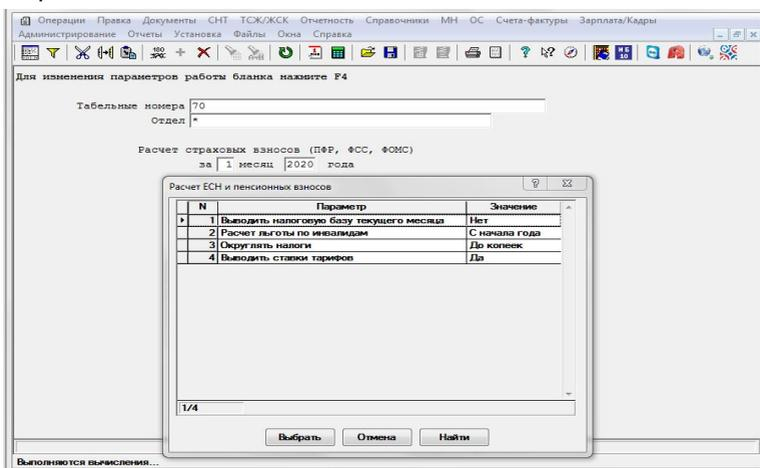 Операции Правка Документы СНТ ТСЖ/ЖСК Отчетность Справочники МН ОС Счета-фактуры Зарплата/Кадры
Администрирование Отчеты Установка Файлы Окна Справка
Для изменения параметров работы бланка нажмите F4
Табельные номера 70
Отдел *
Расчет страховых взносов (ПФР, ФСС, ФОМС)
за 1 месяц 2020 года
Расчет ЕСН и пенсионных взносов
N Параметр Значение
1 Выводить налоговую базу текущего месяца Нет
2 Расчет льготы по инвалидам С начала года
3 Округлять налоги До копеек
4 Выводить ставки тарифов Да
1/4
Выбрать Отмена Найти
Выполняются вычисления...